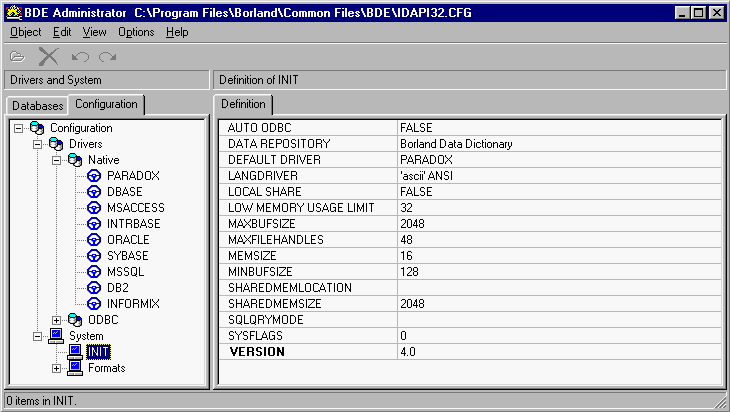 BDE Administrator  C:\Program Files\Borland\Common Files\BDE\IDAPI32.CFG
Object Edit View Options Help
Drivers and System
Definition of INIT
Databases Configuration
Definition
Configuration
Drivers
Native
PARADOX
DBASE
MSACCESS
INTRBASE
ORACLE
SYBASE
MSSQL
DB2
INFORMIX
ODBC
System
INIT
Formats
AUTO ODBC FALSE
DATA REPOSITORY Borland Data Dictionary
DEFAULT DRIVER PARADOX
LANGDRIVER 'ascii' ANSI
LOCAL SHARE FALSE
LOW MEMORY USAGE LIMIT 32
MAXBUFSIZE 2048
MAXFILEHANDLES 48
MEMSIZE 16
MINBUFSIZE 128
SHAREDMEMLOCATION
SHAREDMEMSIZE 2048
SQLQRYMODE
SYSFLAGS 0
VERSION 4.0
0 items in INIT.